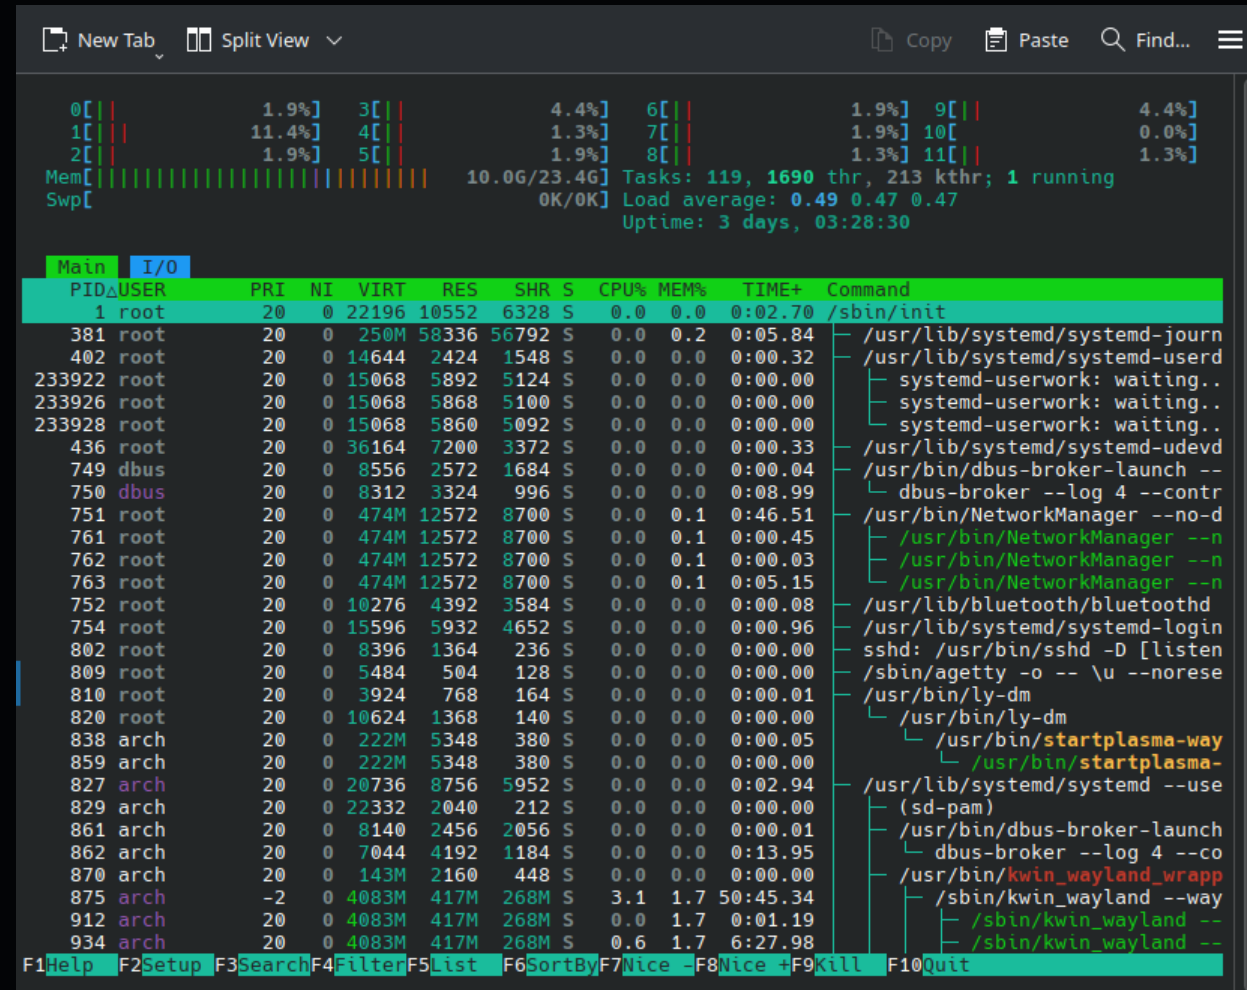 New Tab Split View Copy Paste Find...
0[|| 1.9%] 3[|| 4.4%] 6[|| 1.9%] 9[|| 4.4%]
1[||| 11.4%] 4[|| 1.3%] 7[|| 1.9%] 10[ 0.0%]
2[|| 1.9%] 5[|| 1.9%] 8[|| 1.3%] 11[|| 1.3%]
Mem[|||||||||||||||||||||||||||| 10.0G/23.4G] Tasks: 119, 1690 thr, 213 kthr; 1 running
Swp[ 0K/0K] Load average: 0.49 0.47 0.47
Uptime: 3 days, 03:28:30
Main I/O
PID△USER PRI NI VIRT RES SHR S CPU% MEM% TIME+ Command
1 root 20 0 22196 10552 6328 S 0.0 0.0 0:02.70 /sbin/init
381 root 20 0 250M 58336 56792 S 0.0 0.2 0:05.84 ├─ /usr/lib/systemd/systemd-journ
402 root 20 0 14644 2424 1548 S 0.0 0.0 0:00.32 ├─ /usr/lib/systemd/systemd-userd
233922 root 20 0 15068 5892 5124 S 0.0 0.0 0:00.00 │ ├─ systemd-userwork: waiting..
233926 root 20 0 15068 5868 5100 S 0.0 0.0 0:00.00 │ ├─ systemd-userwork: waiting..
233928 root 20 0 15068 5860 5092 S 0.0 0.0 0:00.00 │ └─ systemd-userwork: waiting..
436 root 20 0 36164 7200 3372 S 0.0 0.0 0:00.33 ├─ /usr/lib/systemd/systemd-udevd
749 dbus 20 0 8556 2572 1684 S 0.0 0.0 0:00.04 ├─ /usr/bin/dbus-broker-launch --
750 dbus 20 0 8312 3324 996 S 0.0 0.0 0:08.99 │ └─ dbus-broker --log 4 --contr
751 root 20 0 474M 12572 8700 S 0.0 0.1 0:46.51 ├─ /usr/bin/NetworkManager --no-d
761 root 20 0 474M 12572 8700 S 0.0 0.1 0:00.45 │ ├─ /usr/bin/NetworkManager --n
762 root 20 0 474M 12572 8700 S 0.0 0.1 0:00.03 │ ├─ /usr/bin/NetworkManager --n
763 root 20 0 474M 12572 8700 S 0.0 0.1 0:05.15 │ └─ /usr/bin/NetworkManager --n
752 root 20 0 10276 4392 3584 S 0.0 0.0 0:00.08 ├─ /usr/lib/bluetooth/bluetoothd
754 root 20 0 15596 5932 4652 S 0.0 0.0 0:00.96 ├─ /usr/lib/systemd/systemd-login
802 root 20 0 8396 1364 236 S 0.0 0.0 0:00.00 ├─ sshd: /usr/bin/sshd -D [listen
809 root 20 0 5484 504 128 S 0.0 0.0 0:00.00 ├─ /sbin/agetty -o -- \u --norese
810 root 20 0 3924 768 164 S 0.0 0.0 0:00.01 ├─ /usr/bin/ly-dm
820 root 20 0 10624 1368 140 S 0.0 0.0 0:00.00 │ └─ /usr/bin/ly-dm
838 arch 20 0 222M 5348 380 S 0.0 0.0 0:00.05 │ └─ /usr/bin/startplasma-way
859 arch 20 0 222M 5348 380 S 0.0 0.0 0:00.00 │ └─ /usr/bin/startplasma-
827 arch 20 0 20736 8756 5952 S 0.0 0.0 0:02.94 ├─ /usr/lib/systemd/systemd --use
829 arch 20 0 22332 2040 212 S 0.0 0.0 0:00.00 │ ├─ (sd-pam)
861 arch 20 0 8140 2456 2056 S 0.0 0.0 0:00.01 │ ├─ /usr/bin/dbus-broker-launch
862 arch 20 0 7044 4192 1184 S 0.0 0.0 0:13.95 │ │ └─ dbus-broker --log 4 --co
870 arch 20 0 143M 2160 448 S 0.0 0.0 0:00.00 │ ├─ /usr/bin/kwin_wayland_wrapp
875 arch -2 0 4083M 417M 268M S 3.1 1.7 50:45.34 │ │ ├─ /sbin/kwin_wayland --way
912 arch 20 0 4083M 417M 268M S 0.0 1.7 0:01.19 │ │ │ ├─ /sbin/kwin_wayland --
934 arch 20 0 4083M 417M 268M S 0.6 1.7 6:27.98 │ │ │ ├─ /sbin/kwin_wayland --
F1Help F2Setup F3SearchF4FilterF5List F6SortByF7Nice -F8Nice +F9Kill F10Quit